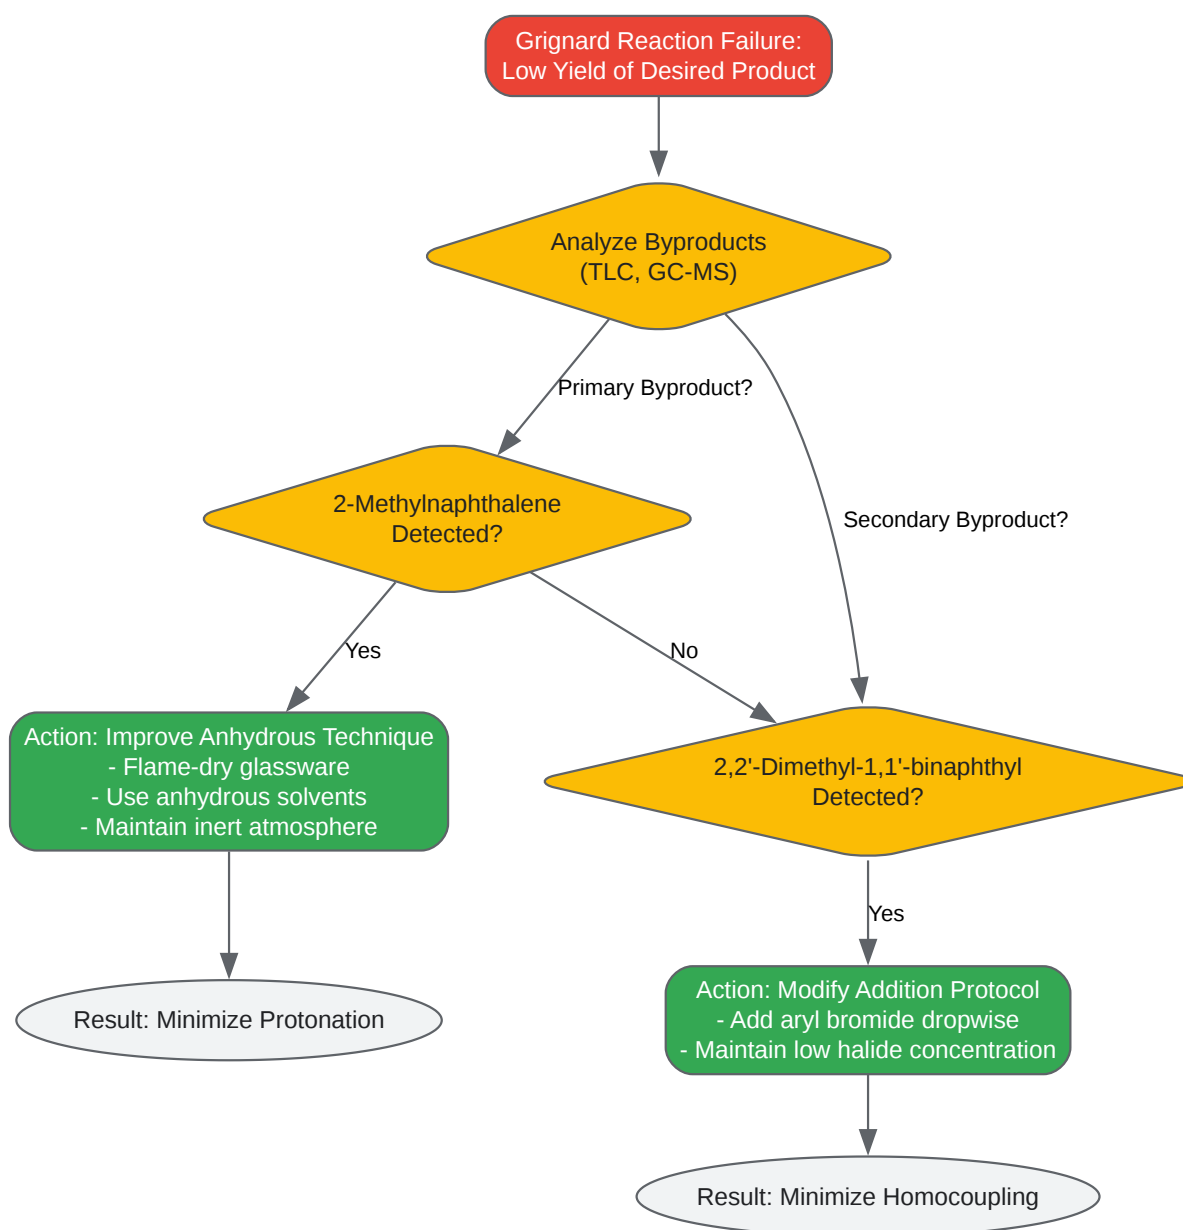 Grignard Reaction Failure:
Low Yield of Desired Product
Analyze Byproducts
(TLC, GC-MS)
Primary Byproduct?
2-Methylnaphthalene
Detected?
Secondary Byproduct?
Yes
No
Action: Improve Anhydrous Technique
- Flame-dry glassware
- Use anhydrous solvents
- Maintain inert atmosphere
2,2'-Dimethyl-1,1'-binaphthyl
Detected?
Yes
Action: Modify Addition Protocol
- Add aryl bromide dropwise
- Maintain low halide concentration
Result: Minimize Protonation
Result: Minimize Homocoupling